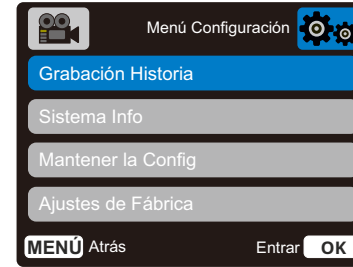 Menú Configuración
Grabación Historia
Sistema Info
Mantener la Config
Ajustes de Fábrica
MENÚ Atrás Entrar OK